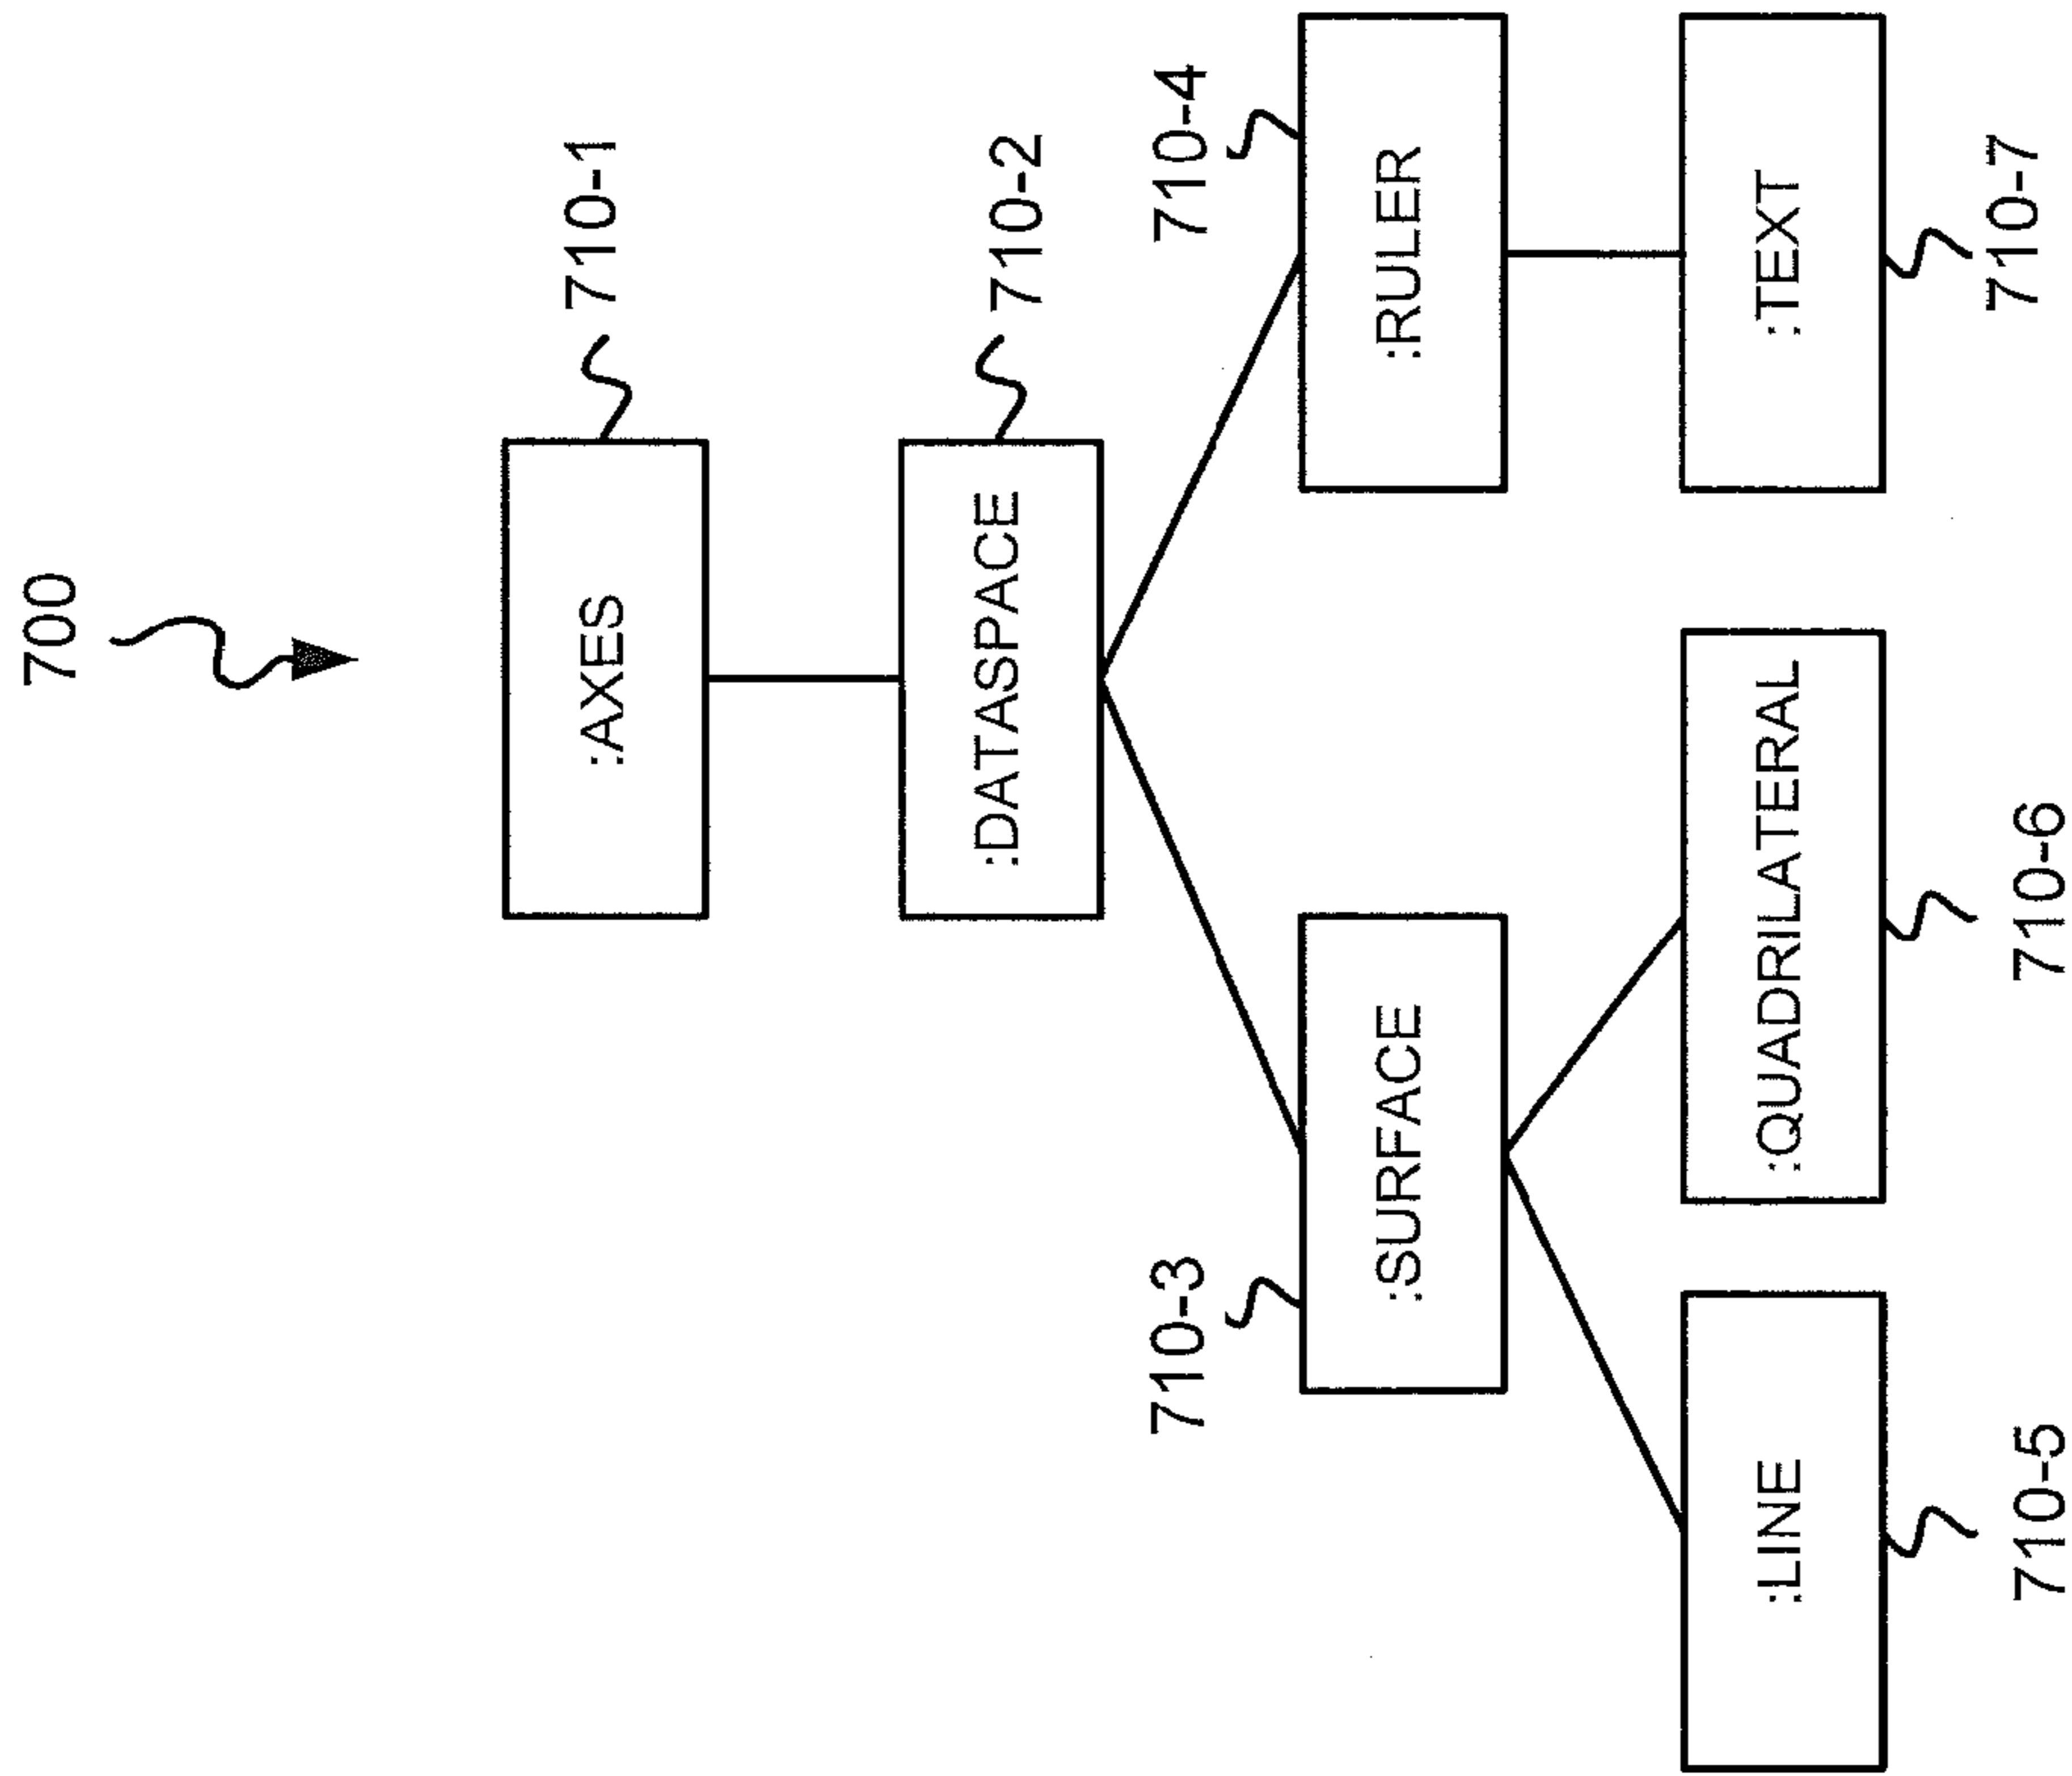 700
:AXES
710-1
:DATASPACE
710-2
710-3
:SURFACE
710-4
:RULER
:LINE
:QUADRILATERAL
:TEXT
710-5
710-6
710-7